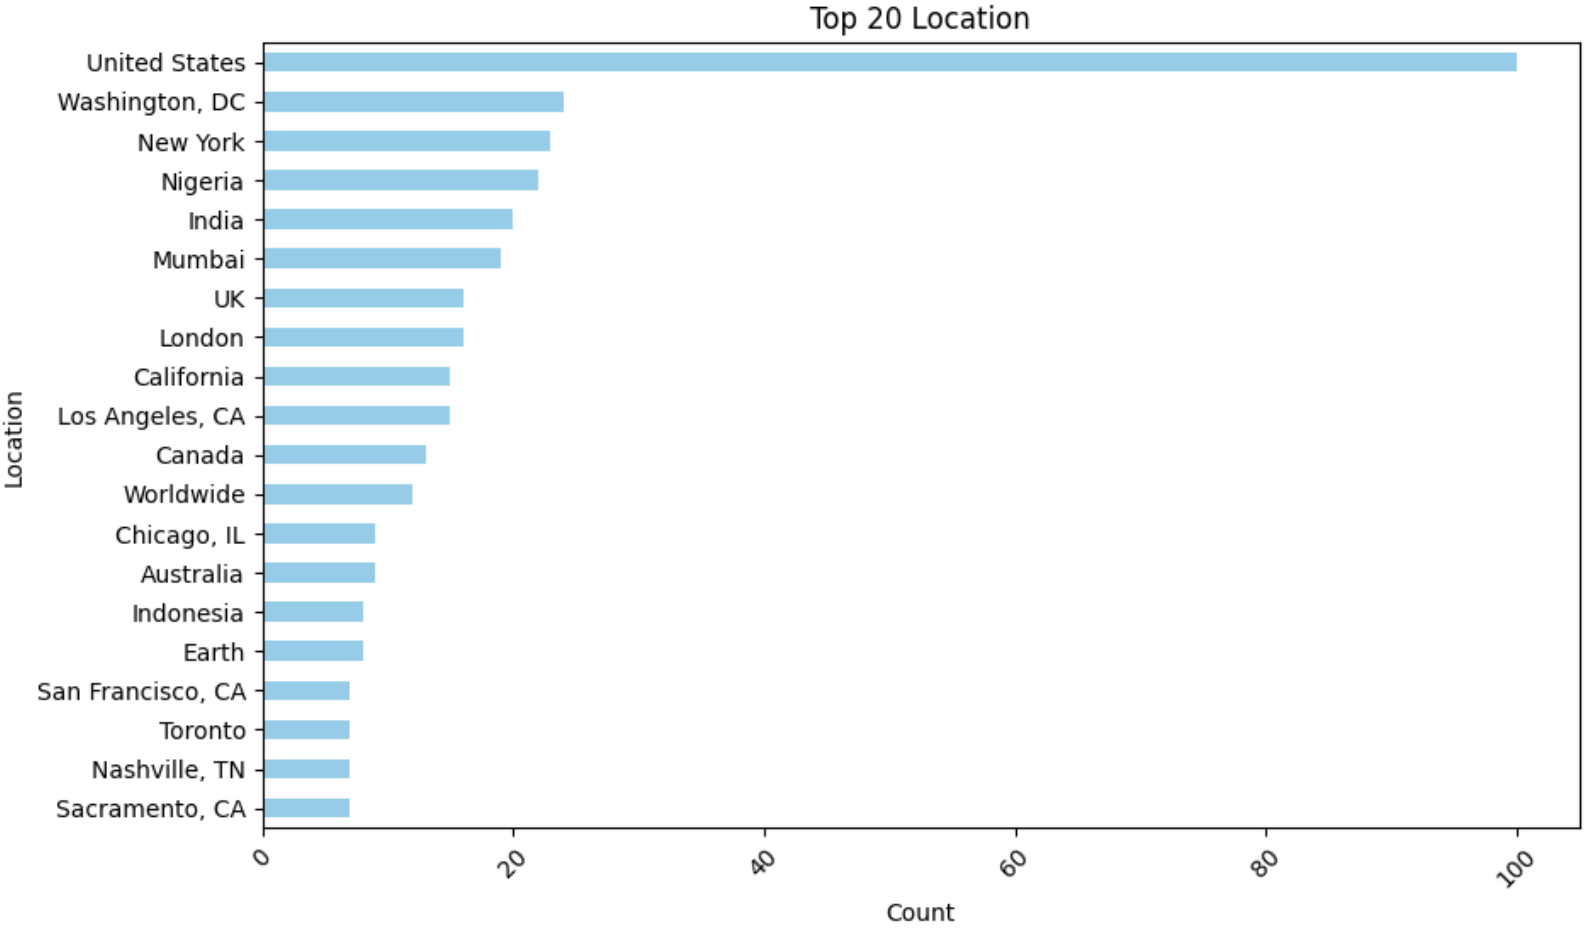 Top 20 Location
Location
United States
Washington, DC
New York
Nigeria
India
Mumbai
UK
London
California
Los Angeles, CA
Canada
Worldwide
Chicago, IL
Australia
Indonesia
Earth
San Francisco, CA
Toronto
Nashville, TN
Sacramento, CA
0 20 40 60 80 100
Count